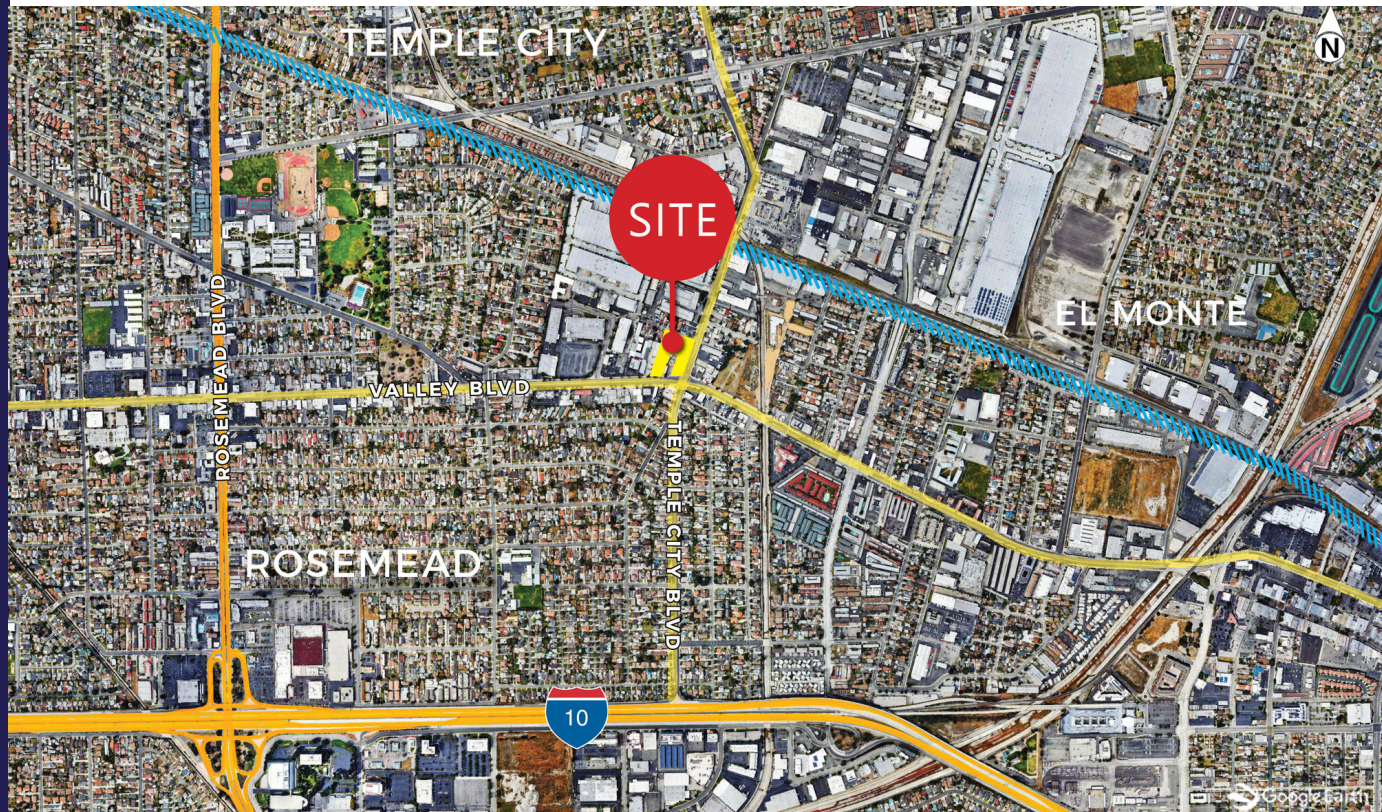 TEMPLE CITY
N
SITE
ROSEMEAD BLVD
EL MONTE
VALLEY BLVD
TEMPLE CITY BLVD
ROSEMEAD
10
Google Earth